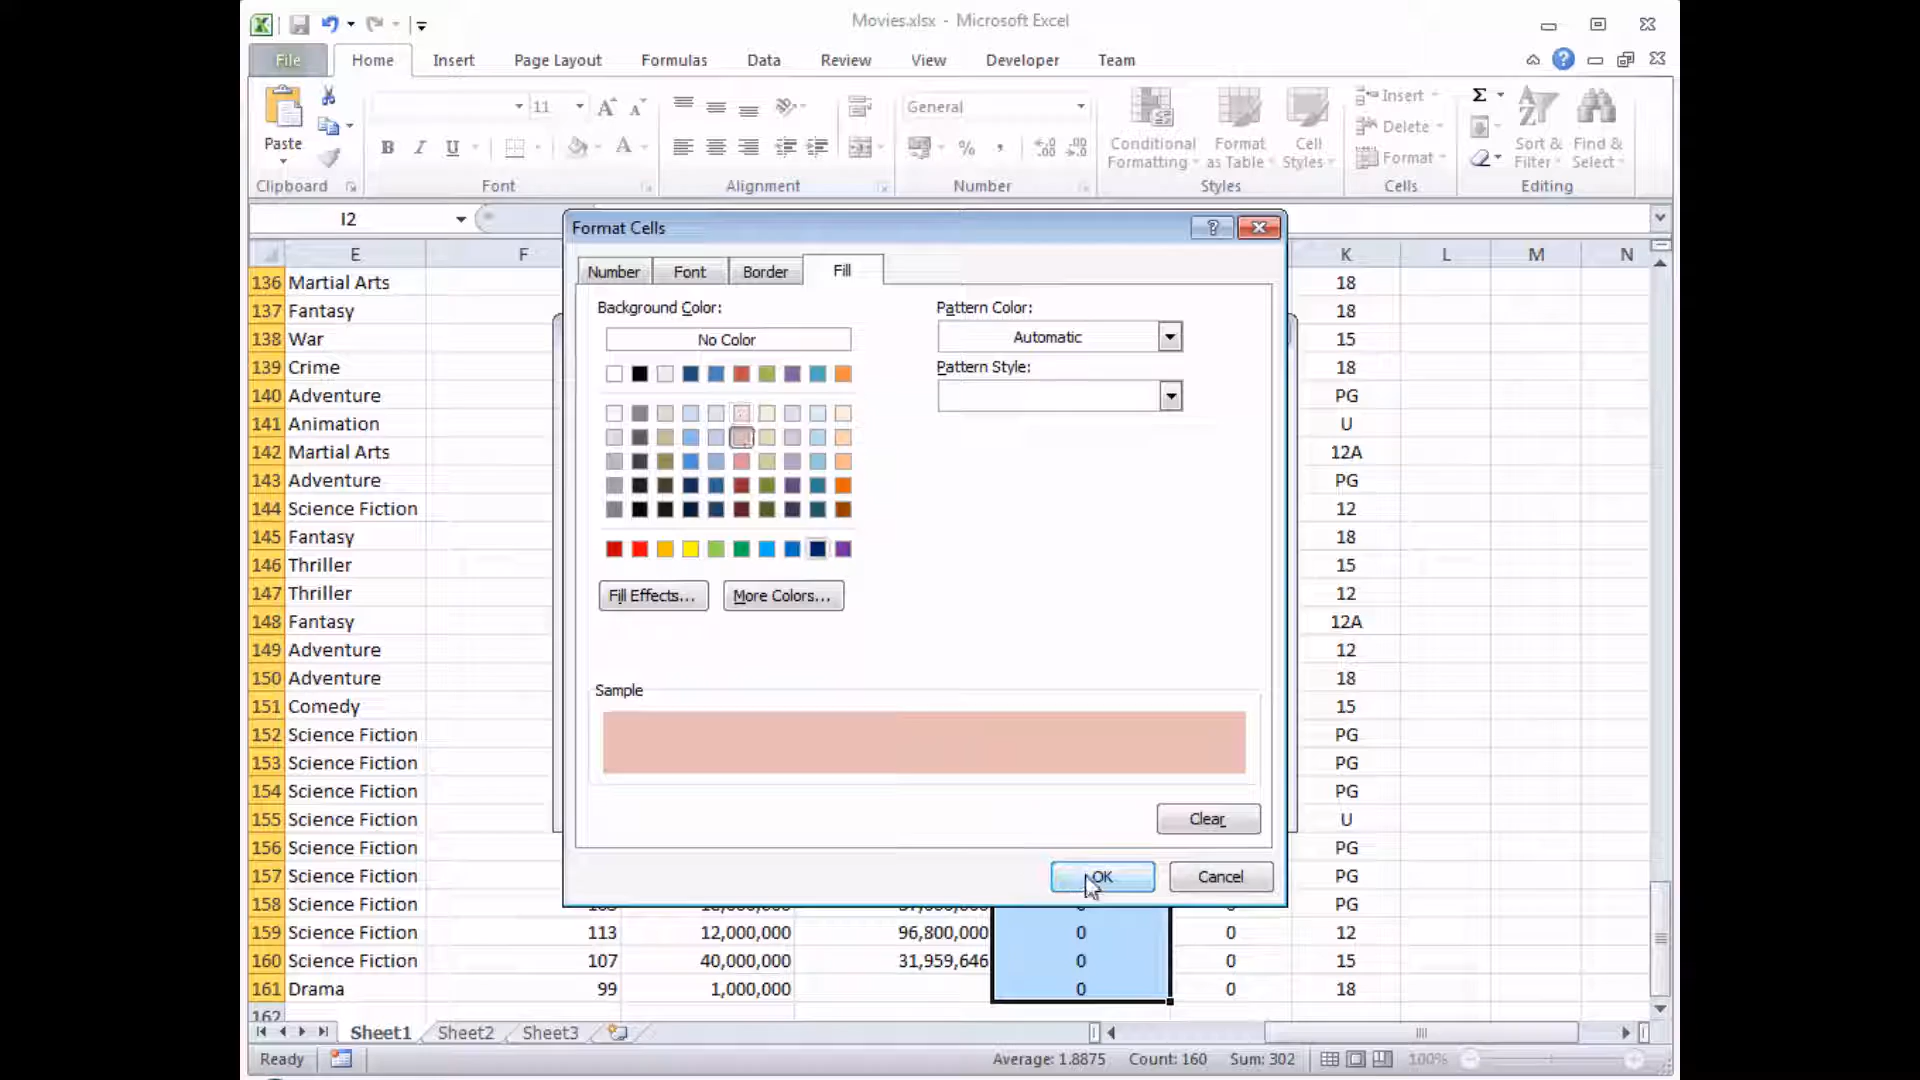 Movies.xlsx - Microsoft Excel
File Home Insert Page Layout Formulas Data Review View Developer Team
11 General
Paste
B I U A
Conditional Formatting Format as Table Cell Styles
Insert
Delete
Format
Sort & Filter Find & Select
Clipboard Font Alignment Number Styles Cells Editing
I2
Format Cells
E F K L M N
Number Font Border Fill
Background Color:
No Color
Pattern Color:
Automatic
Pattern Style:
Fill Effects... More Colors...
Sample
Clear
OK Cancel
136 Martial Arts 18
137 Fantasy 18
138 War 15
139 Crime 18
140 Adventure PG
141 Animation U
142 Martial Arts 12A
143 Adventure PG
144 Science Fiction 12
145 Fantasy 18
146 Thriller 15
147 Thriller 12
148 Fantasy 12A
149 Adventure 12
150 Adventure 18
151 Comedy 15
152 Science Fiction PG
153 Science Fiction PG
154 Science Fiction PG
155 Science Fiction U
156 Science Fiction PG
157 Science Fiction PG
158 Science Fiction PG
159 Science Fiction 113 12,000,000 96,800,000 0 0 12
160 Science Fiction 107 40,000,000 31,959,646 0 0 15
161 Drama 99 1,000,000 0 0 18
162
Sheet1 Sheet2 Sheet3
Ready Average: 1.8875 Count: 160 Sum: 302 100%